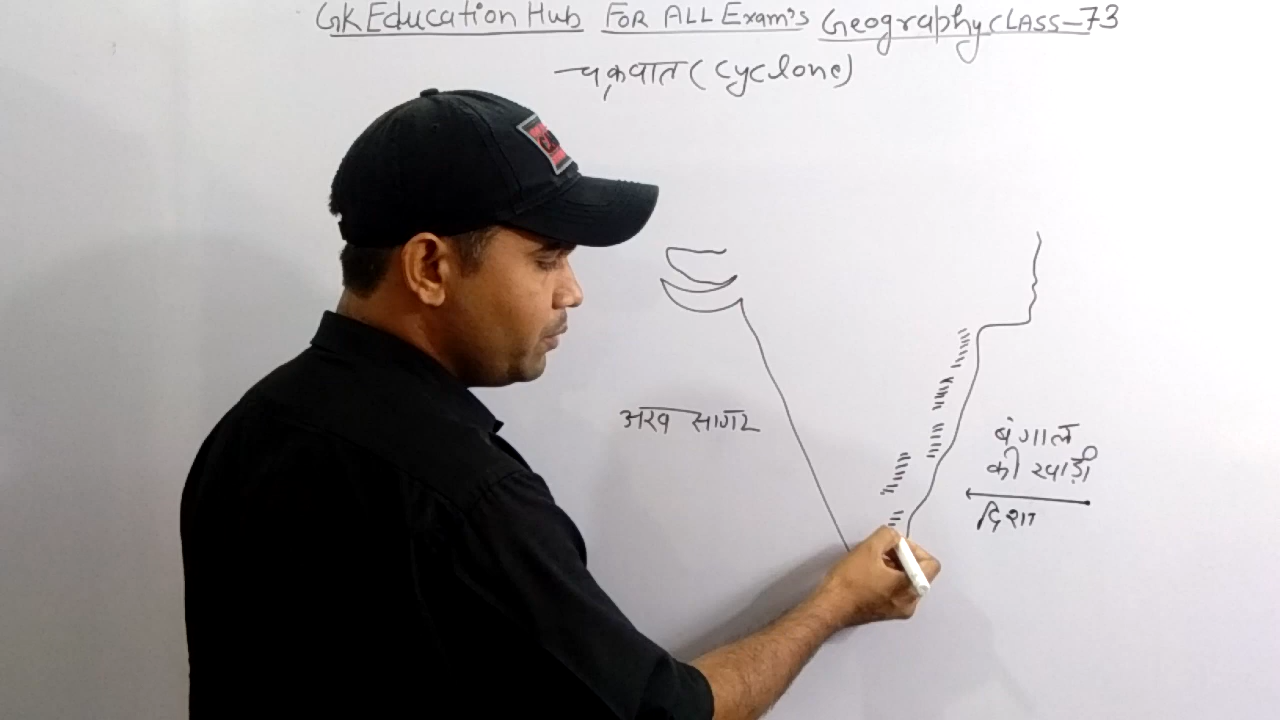 GK Education Hub FOR ALL Exam's Geography CLASS-73
चक्रवात (Cyclone)
अरब सागर
बंगाल
की खाड़ी
दिशा